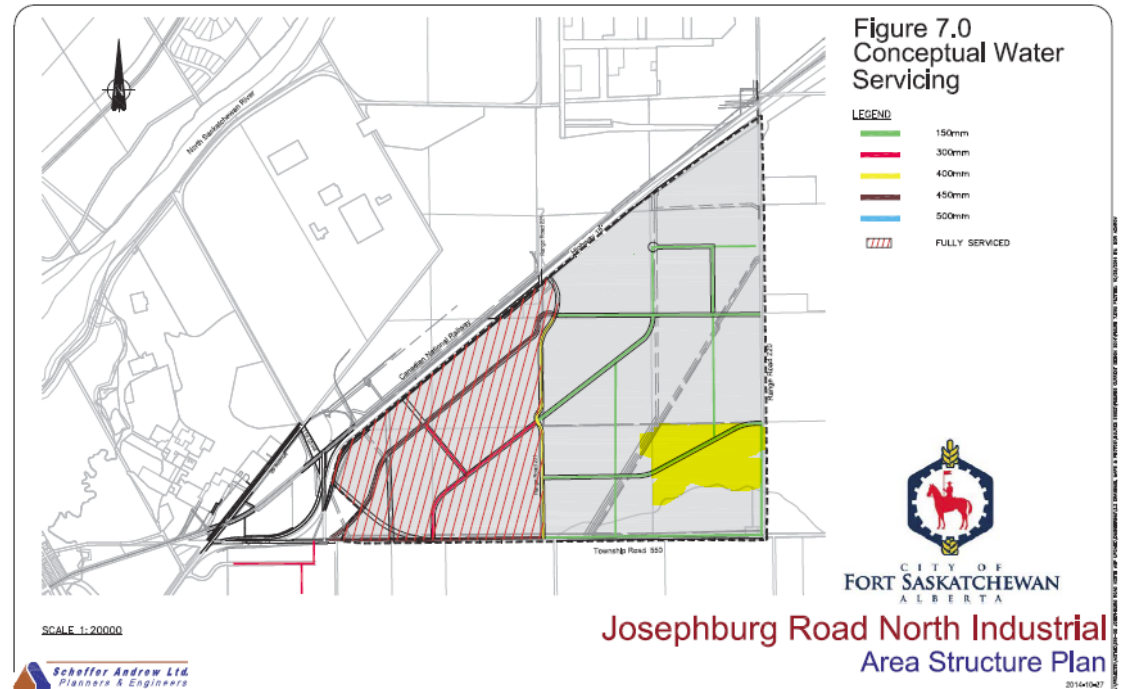 Figure 7.0
Conceptual Water
Servicing
LEGEND
150mm
300mm
400mm
450mm
500mm
FULLY SERVICED
North Saskatchewan River
Canadian National Railway
Range Road 220
Township Road 550
CITY OF
FORT SASKATCHEWAN
ALBERTA
SCALE 1:20000
Josephburg Road North Industrial
Area Structure Plan
Scheffer Andrew Ltd.
Planners & Engineers
2014-10-27